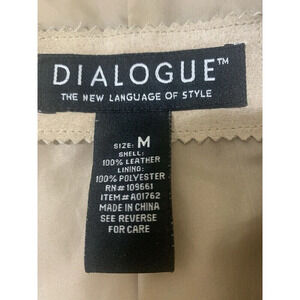 DIALOGUE™
THE NEW LANGUAGE OF STYLE
SIZE: M
SHELL:
100% LEATHER
LINING:
100% POLYESTER
RN# 109661
ITEM# A01762
MADE IN CHINA
SEE REVERSE
FOR CARE